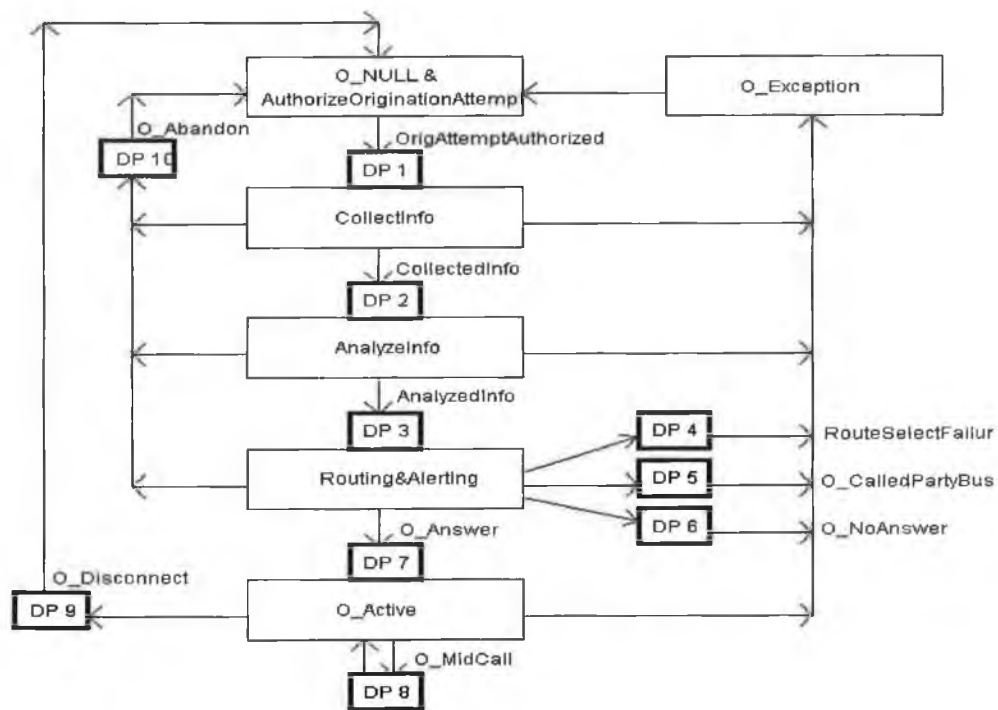 O_NULL &
AuthorizeOriginationAttemp
O_Exception
O_Abandon
OrigAttemptAuthorized
DP 10
DP 1
CollectInfo
CollectedInfo
DP 2
AnalyzeInfo
AnalyzedInfo
DP 3
DP 4
RouteSelectFailur
Routing&Alerting
DP 5
O_CalledPartyBus
DP 6
O_NoAnswer
O_Answer
DP 7
O_Disconnect
DP 9
O_Active
O_MidCall
DP 8